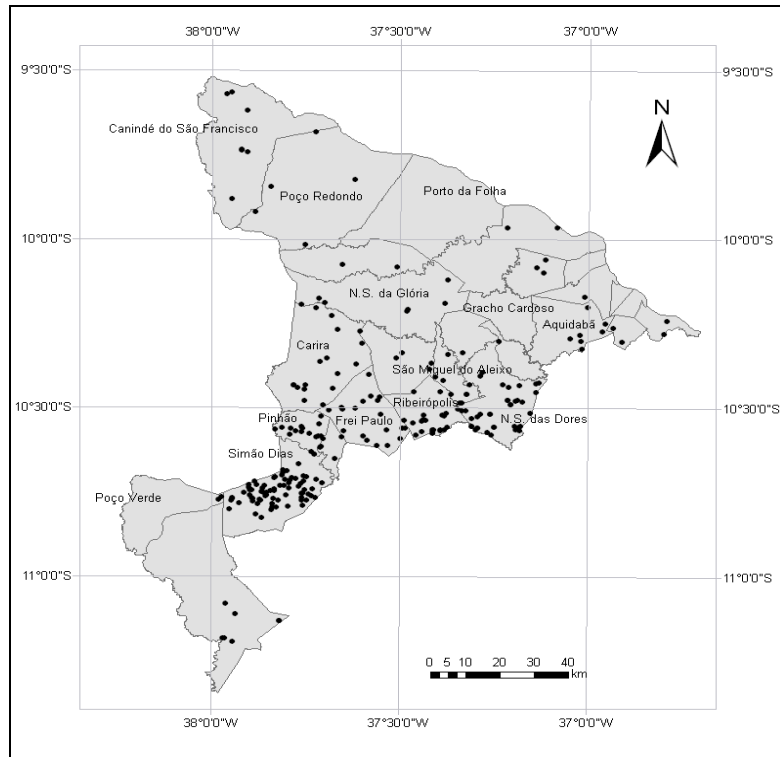 38°0'0"W 37°30'0"W 37°0'0"W
9°30'0"S 9°30'0"S
N
Canindé do São Francisco
Porto da Folha
Poço Redondo
10°0'0"S 10°0'0"S
N.S. da Glória
Gracho Cardoso
Aquidabã
Carira
São Miguel do Aleixo
Ribeirópolis
10°30'0"S 10°30'0"S
Pinhão Frei Paulo N.S. das Dores
Simão Dias
Poço Verde
11°0'0"S 11°0'0"S
0 5 10 20 30 40
km
38°0'0"W 37°30'0"W 37°0'0"W